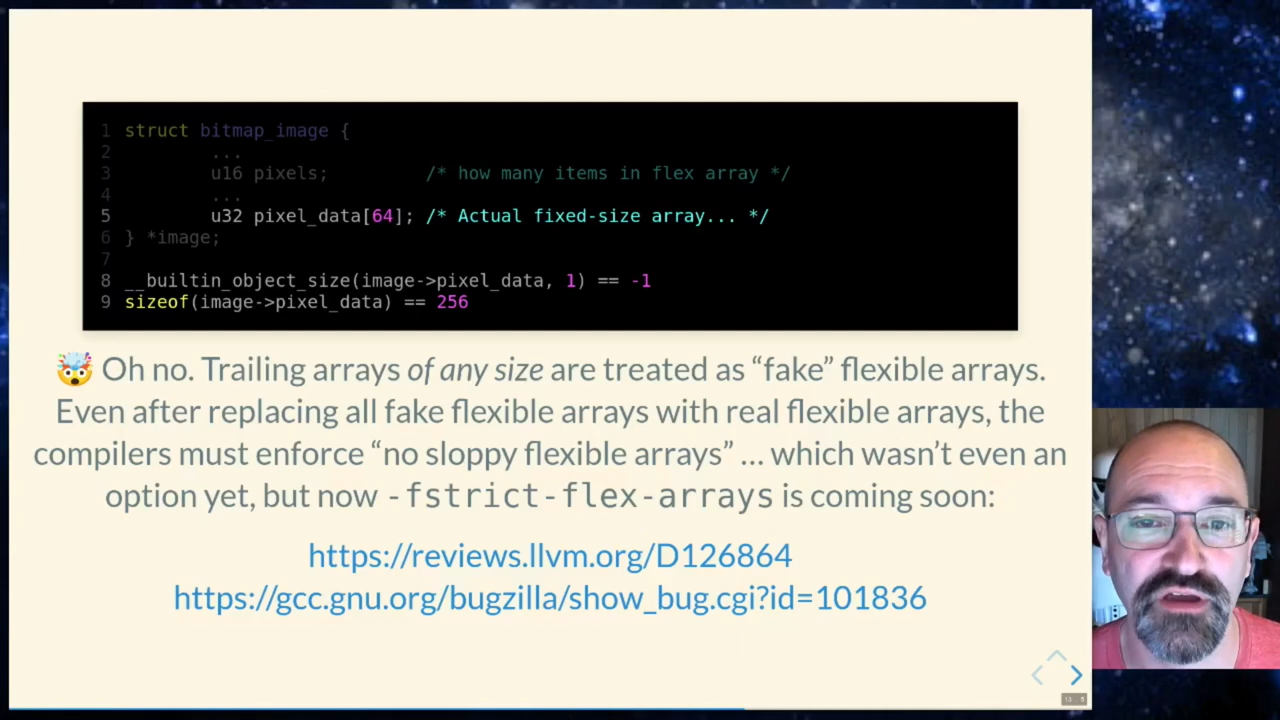 1 struct bitmap_image {
2 ...
3 u16 pixels; /* how many items in flex array */
4 ...
5 u32 pixel_data[64]; /* Actual fixed-size array... */
6 } *image;
7
8 __builtin_object_size(image->pixel_data, 1) == -1
9 sizeof(image->pixel_data) == 256
🤯 Oh no. Trailing arrays of any size are treated as “fake” flexible arrays.
Even after replacing all fake flexible arrays with real flexible arrays, the
compilers must enforce “no sloppy flexible arrays” … which wasn’t even an
option yet, but now -fstrict-flex-arrays is coming soon:
https://reviews.llvm.org/D126864
https://gcc.gnu.org/bugzilla/show_bug.cgi?id=101836